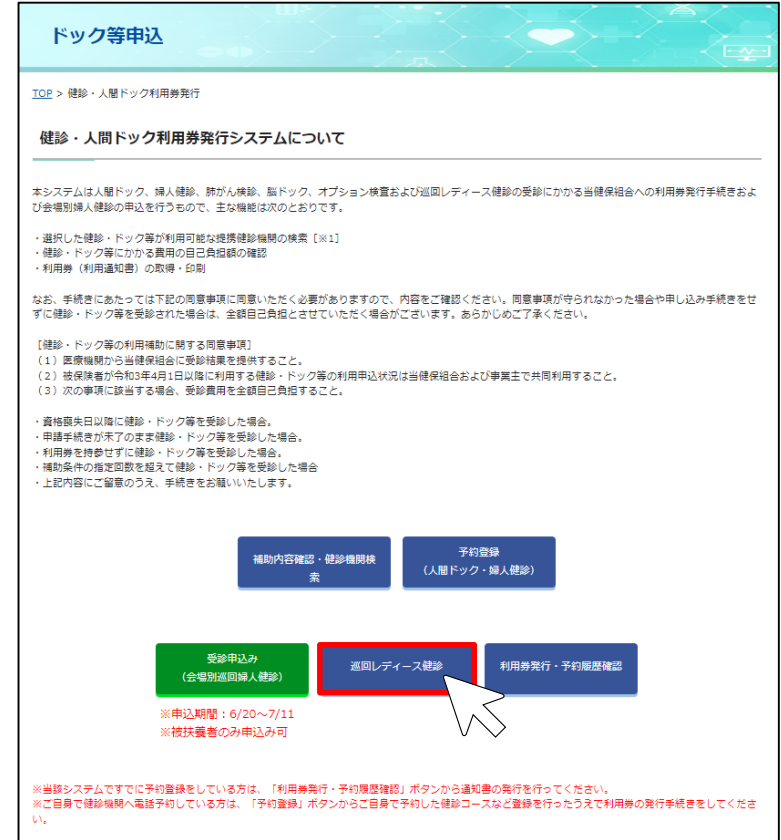 ドック等申込
TOP > 健診・人間ドック利用券発行
健診・人間ドック利用券発行システムについて
本システムは人間ドック、婦人健診、肺がん検診、脳ドック、オプション検査および巡回レディース健診の受診にかかる当健保組合への利用券発行手続きおよ
び会場別婦人健診の申込を行うもので、主な機能は次のとおりです。
・選択した健診・ドック等が利用可能な提携健診機関の検索［※1］
・健診・ドック等にかかる費用の自己負担額の確認
・利用券（利用通知書）の取得・印刷
なお、手続きにあたっては下記の同意事項に同意いただく必要がありますので、内容をご確認ください。同意事項が守られなかった場合や申し込み手続きをせ
ずに健診・ドック等を受診された場合は、全額自己負担とさせていただく場合がございます。あらかじめご了承ください。
［健診・ドック等の利用補助に関する同意事項］
（１）医療機関から当健保組合に受診結果を提供すること。
（２）被保険者が令和3年4月1日以降に利用する健診・ドック等の利用申込状況は当健保組合および事業主で共同利用すること。
（３）次の事項に該当する場合、受診費用を全額自己負担すること。
・資格喪失日以降に健診・ドック等を受診した場合。
・申請手続きが未了のまま健診・ドック等を受診した場合。
・利用券を持参せずに健診・ドック等を受診した場合。
・補助条件の指定回数を超えて健診・ドック等を受診した場合
・上記内容にご留意のうえ、手続きをお願いいたします。
補助内容確認・健診機関検
索
予約登録
（人間ドック・婦人健診）
受診申込み
（会場別巡回婦人健診）
巡回レディース健診
利用券発行・予約履歴確認
※申込期間：6/20～7/11
※被扶養者のみ申込み可
※当該システムですでに予約登録をしている方は、「利用券発行・予約履歴確認」ボタンから通知書の発行を行ってください。
※ご自身で健診機関へ電話予約している方は、「予約登録」ボタンからご自身で予約した健診コースなど登録を行ったうえで利用券の発行手続きをしてくださ
い。